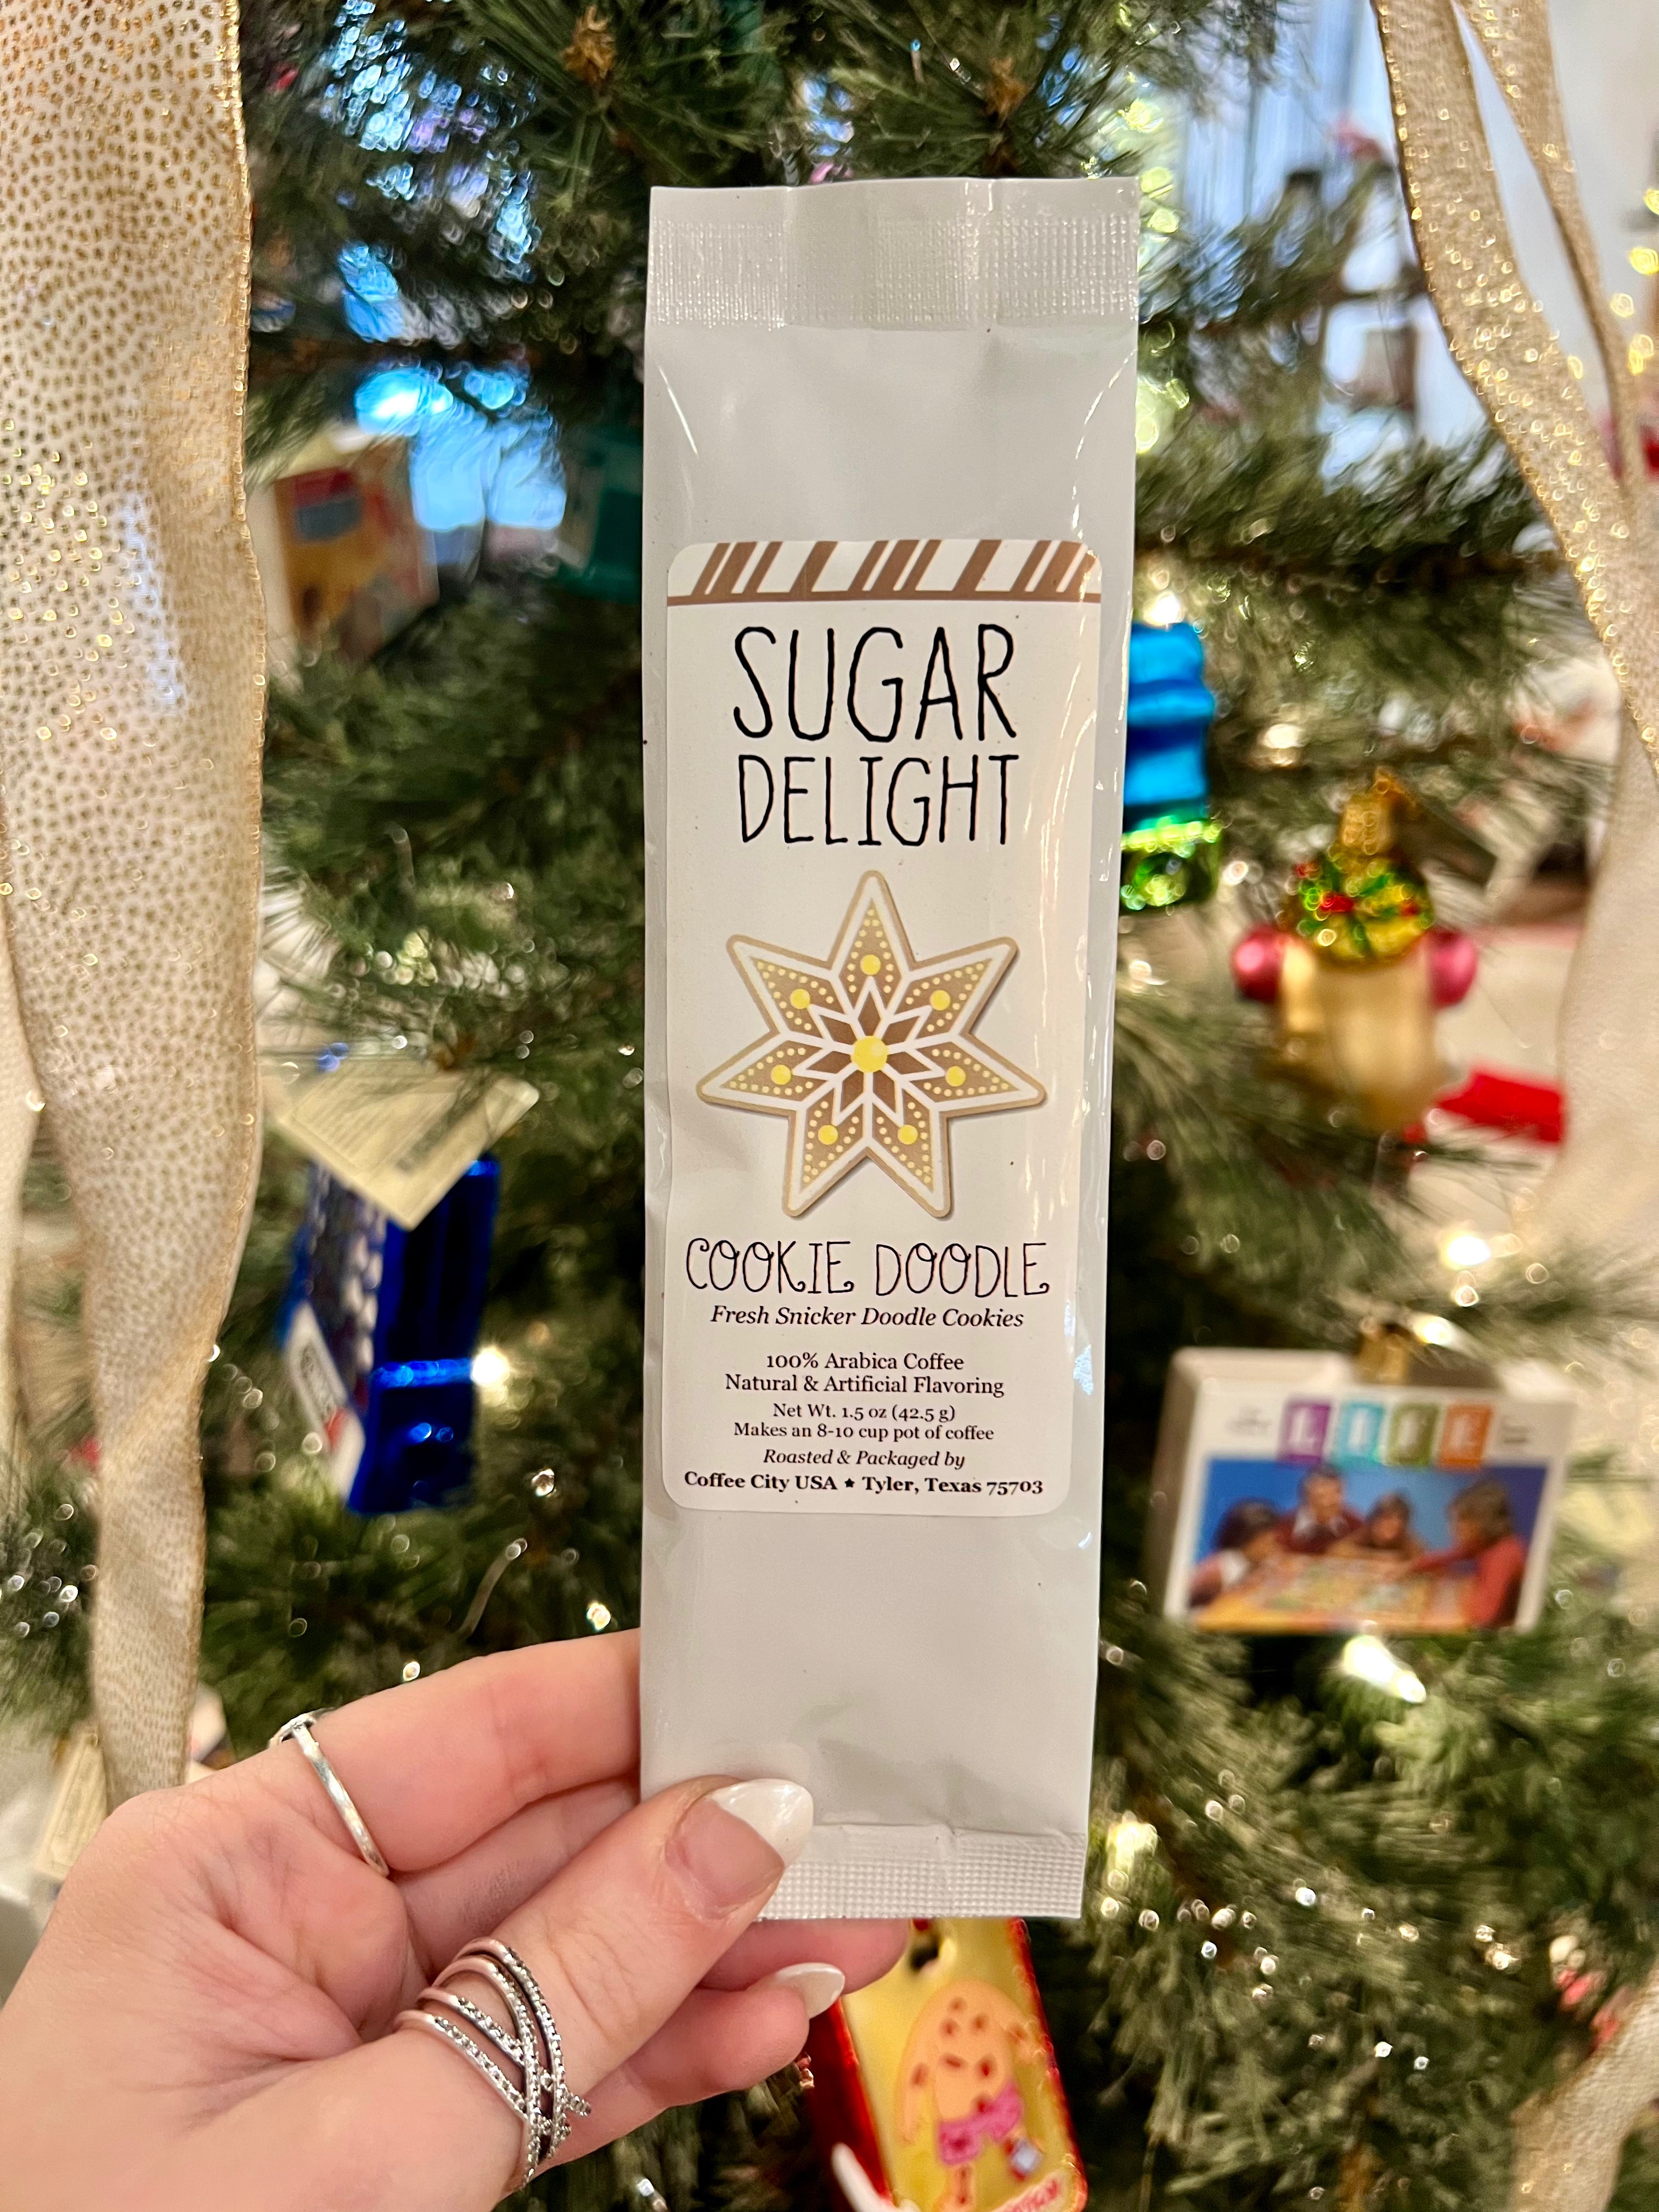 SUGAR
DELIGHT
COOKIE DOODLE
Fresh Snicker Doodle Cookies
100% Arabica Coffee
Natural & Artificial Flavoring
Net Wt. 1.5 oz (42.5 g)
Makes an 8-10 cup pot of coffee
Roasted & Packaged by
Coffee City USA ★ Tyler, Texas 75703
LIFE